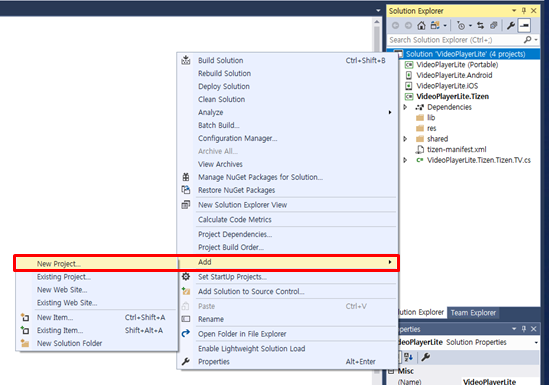 Solution Explorer
Search Solution Explorer (Ctrl+;)
Solution "VideoPlayerLite" (4 projects)
VideoPlayerLite (Portable)
VideoPlayerLite.Android
VideoPlayerLite.iOS
VideoPlayerLite.Tizen
Dependencies
lib
res
shared
tizen-manifest.xml
VideoPlayerLite.Tizen.Tizen.TV.cs
Build Solution Ctrl+Shift+B
Rebuild Solution
Deploy Solution
Clean Solution
Analyze
Batch Build...
Configuration Manager...
Archive All...
View Archives
Manage NuGet Packages for Solution...
Restore NuGet Packages
New Solution Explorer View
Calculate Code Metrics
Project Dependencies...
Project Build Order...
Add
Set StartUp Projects...
Add Solution to Source Control...
Paste Ctrl+V
Rename
Open Folder in File Explorer
Enable Lightweight Solution Load
Properties Alt+Enter
New Project...
Existing Project...
New Web Site...
Existing Web Site...
New Item... Ctrl+Shift+A
Existing Item... Shift+Alt+A
New Solution Folder
olution Explorer Team Explorer
roperties
deoPlayerLite Solution Properties
Misc
(Name) VideoPlayerLite